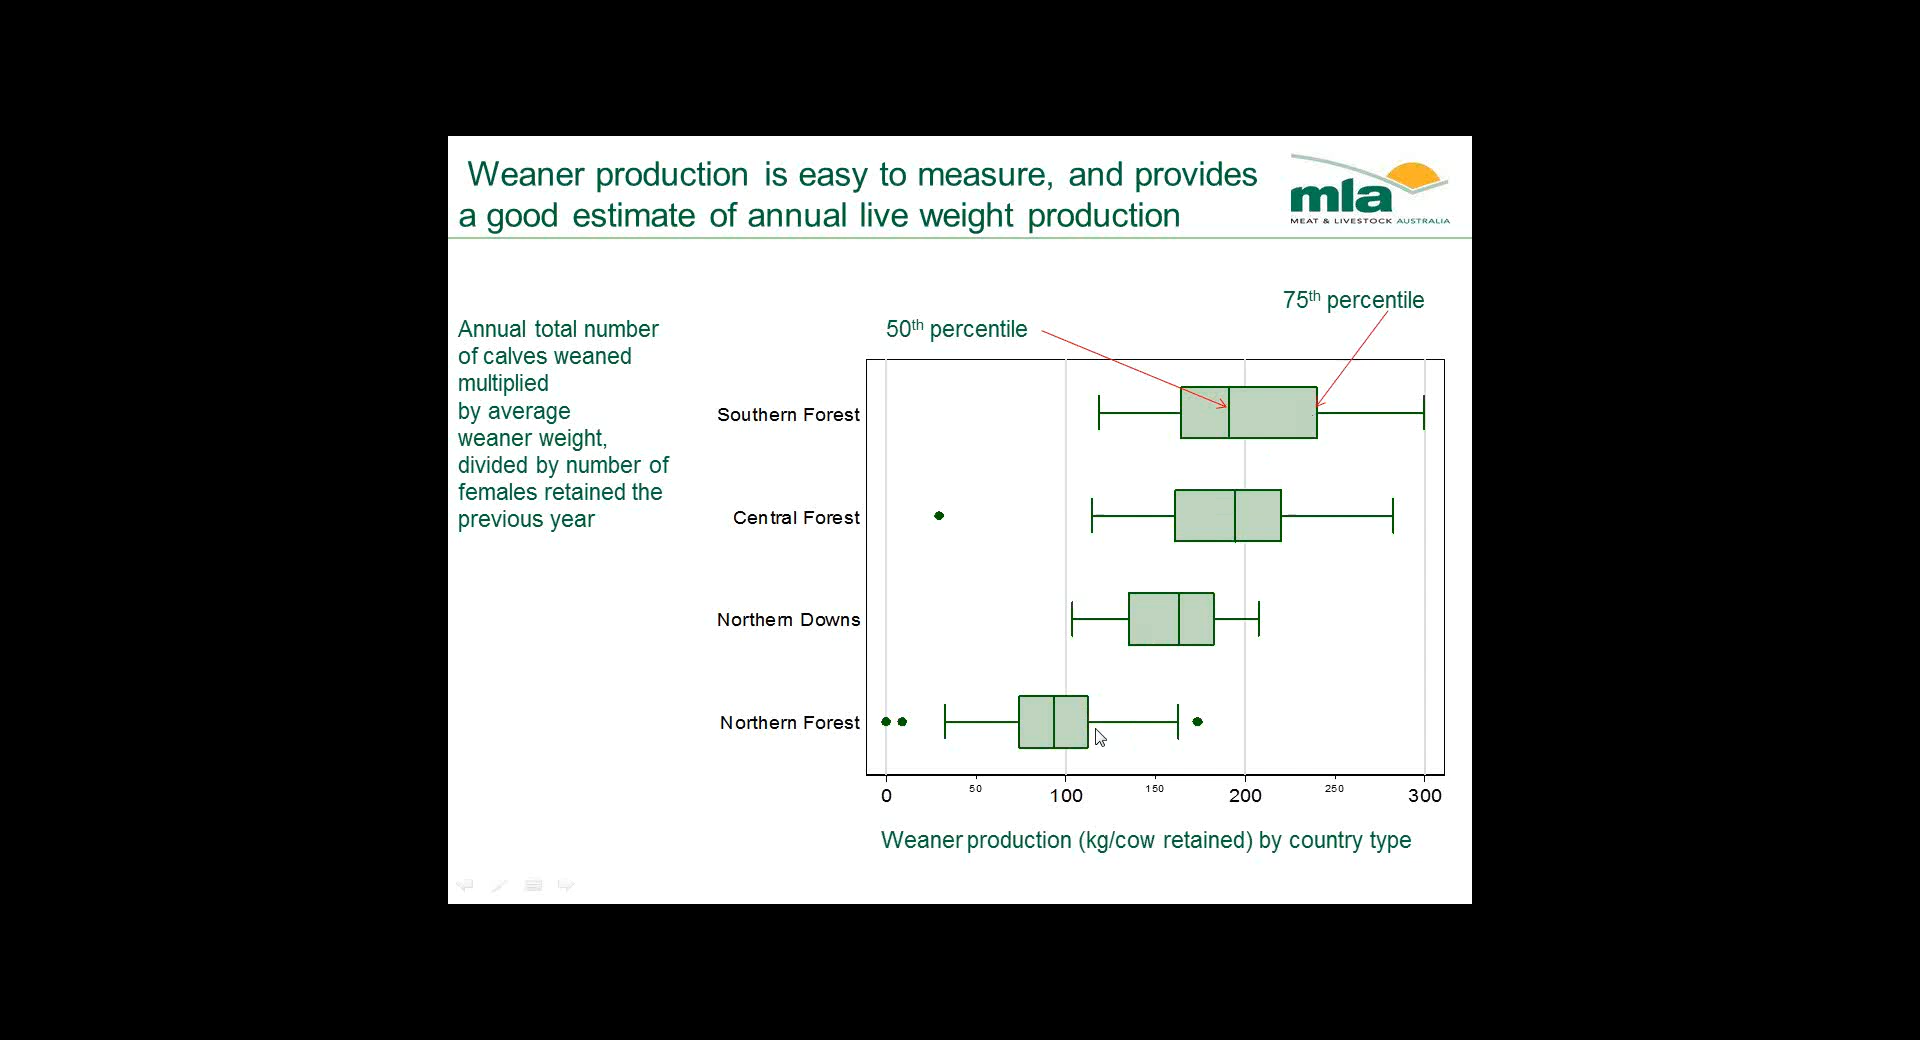 Weaner production is easy to measure, and provides
a good estimate of annual live weight production
mla
MEAT & LIVESTOCK AUSTRALIA
Annual total number
of calves weaned
multiplied
by average
weaner weight,
divided by number of
females retained the
previous year
50th percentile
75th percentile
Southern Forest
Central Forest
Northern Downs
Northern Forest
0 50 100 150 200 250 300
Weaner production (kg/cow retained) by country type